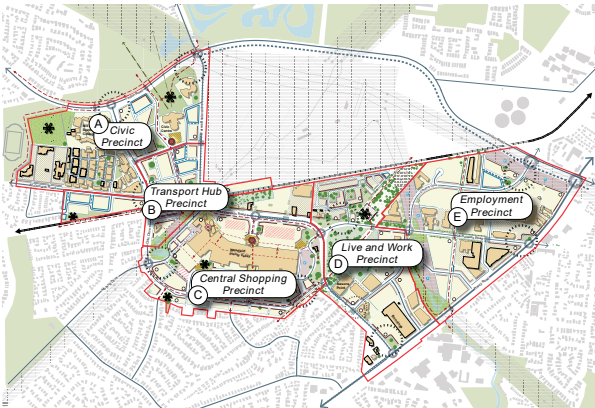 A
Civic
Precinct
Transport Hub
Precinct
B
Employment
Precinct
E
Live and Work
Precinct
D
Central Shopping
Precinct
C